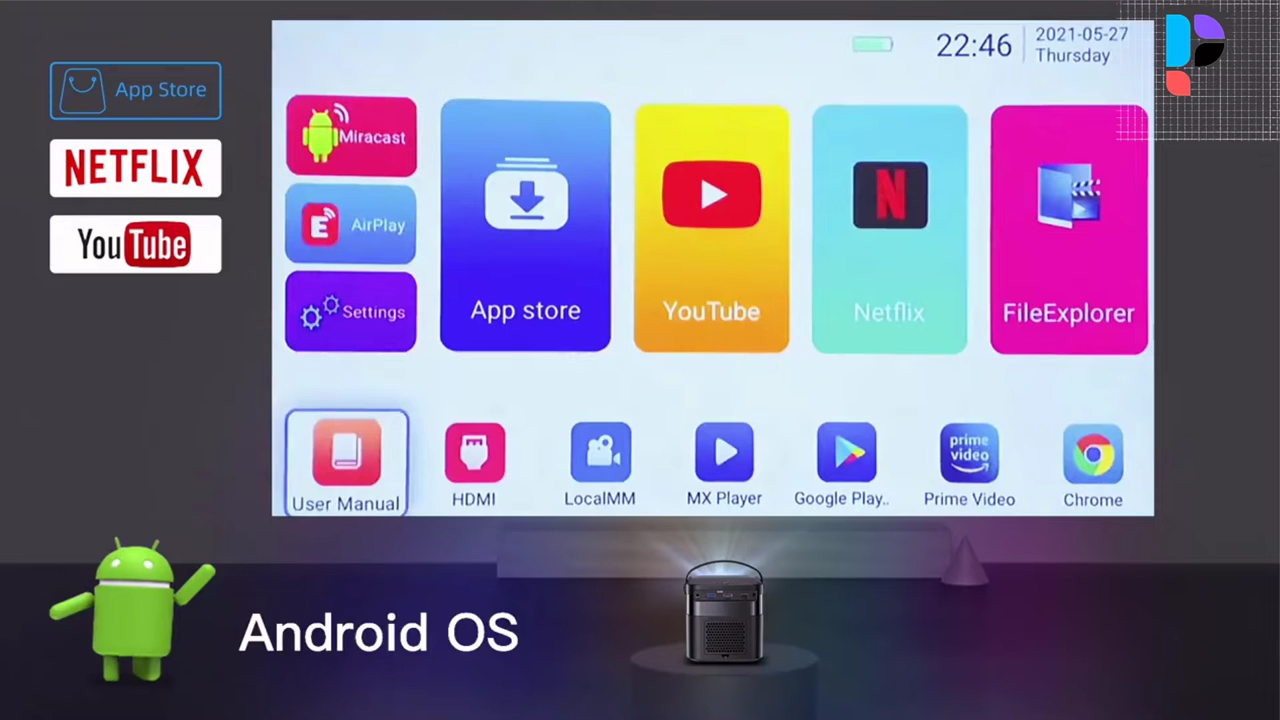 App Store
NETFLIX
YouTube
22:46
2021-05-27
Thursday
Miracast
AirPlay
E
Settings
App store
YouTube
N
Netflix
FileExplorer
User Manual
HDMI
LocalMM
MX Player
Google Play..
prime
video
Prime Video
Chrome
Android OS